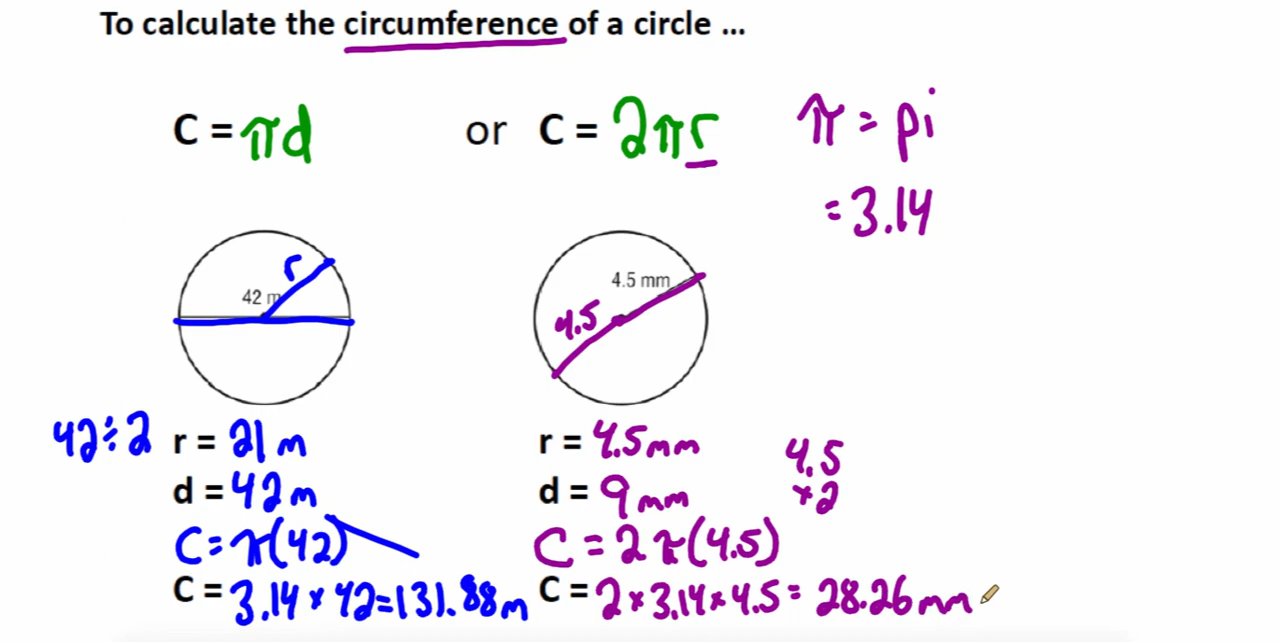 To calculate the circumference of a circle ...
C = πd or C = 2πr π = pi
= 3.14
42 m r 4.5 mm
4.5
42 ÷ 2 r = 21 m r = 4.5 mm 4.5
d = 42 m d = 9 mm × 2
C = π(42) C = 2π(4.5)
C = 3.14 × 42 = 131.88 m C = 2 × 3.14 × 4.5 = 28.26 mm